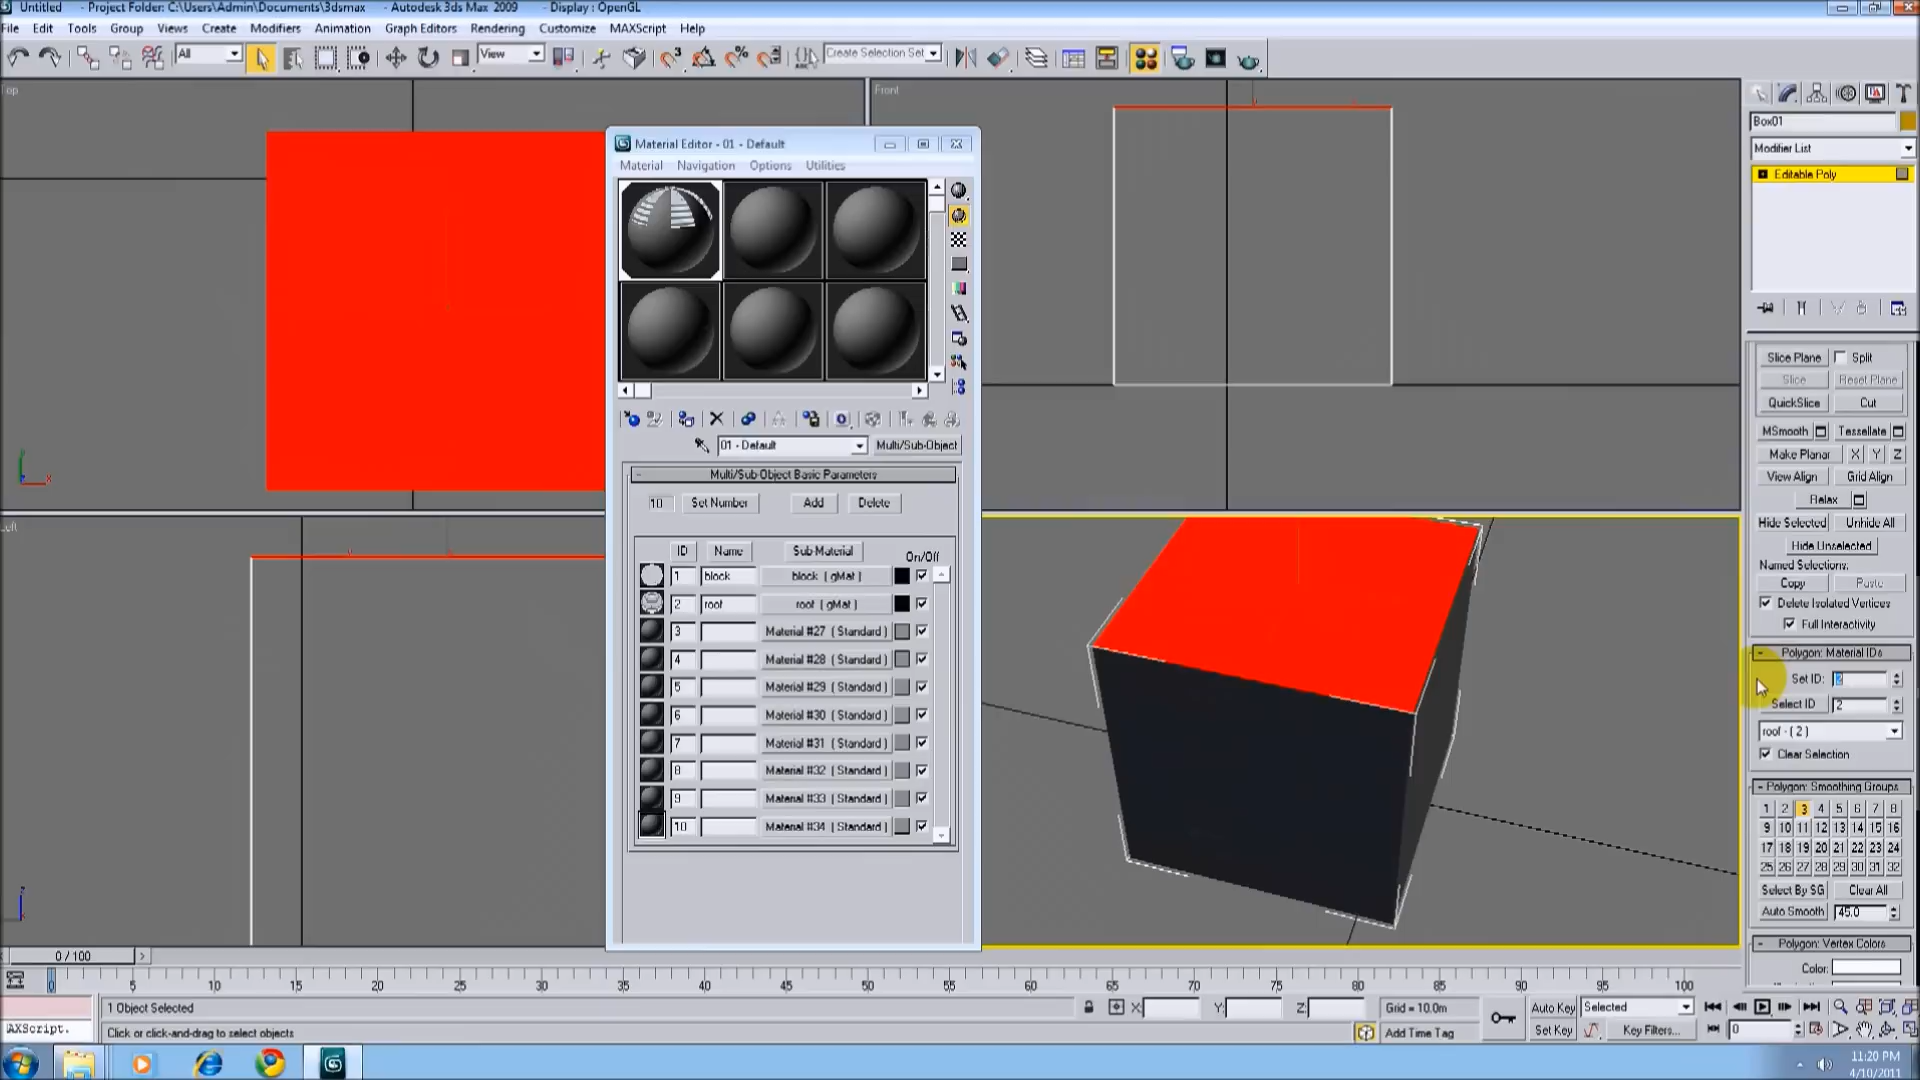 Untitled - Project Folder: C:\Users\Admin\Documents\3dsmax - Autodesk 3ds Max 2009 - Display : OpenGL
File Edit Tools Group Views Create Modifiers Animation Graph Editors Rendering Customize MAXScript Help
All View Create Selection Set
Top
Front
Left
Material Editor - 01 - Default
Material Navigation Options Utilities
01 - Default Multi/Sub-Object
Multi/Sub-Object Basic Parameters
10 Set Number Add Delete
ID Name Sub-Material On/Off
1 block block ( gMat )
2 roof roof ( gMat )
3 Material #27 ( Standard )
4 Material #28 ( Standard )
5 Material #29 ( Standard )
6 Material #30 ( Standard )
7 Material #31 ( Standard )
8 Material #32 ( Standard )
9 Material #33 ( Standard )
10 Material #34 ( Standard )
Box01
Modifier List
Editable Poly
Slice Plane Split
Slice Reset Plane
QuickSlice Cut
MSmooth Tessellate
Make Planar X Y Z
View Align Grid Align
Relax
Hide Selected Unhide All
Hide Unselected
Named Selections:
Copy Paste
Delete Isolated Vertices
Full Interactivity
Polygon: Material IDs
Set ID: 2
Select ID 2
roof - ( 2 )
Clear Selection
Polygon: Smoothing Groups
1 2 3 4 5 6 7 8
9 10 11 12 13 14 15 16
17 18 19 20 21 22 23 24
25 26 27 28 29 30 31 32
Select By SG Clear All
Auto Smooth 45.0
Polygon: Vertex Colors
Color:
0 / 100
5 10 15 20 25 30 35 40 45 50 55 60 65 70 75 80 85 90 95 100
1 Object Selected X: Y: Z: Grid = 10.0m Auto Key Selected
AXScript. Click or click-and-drag to select objects Add Time Tag Set Key Key Filters... 0
11:20 PM
4/10/2011